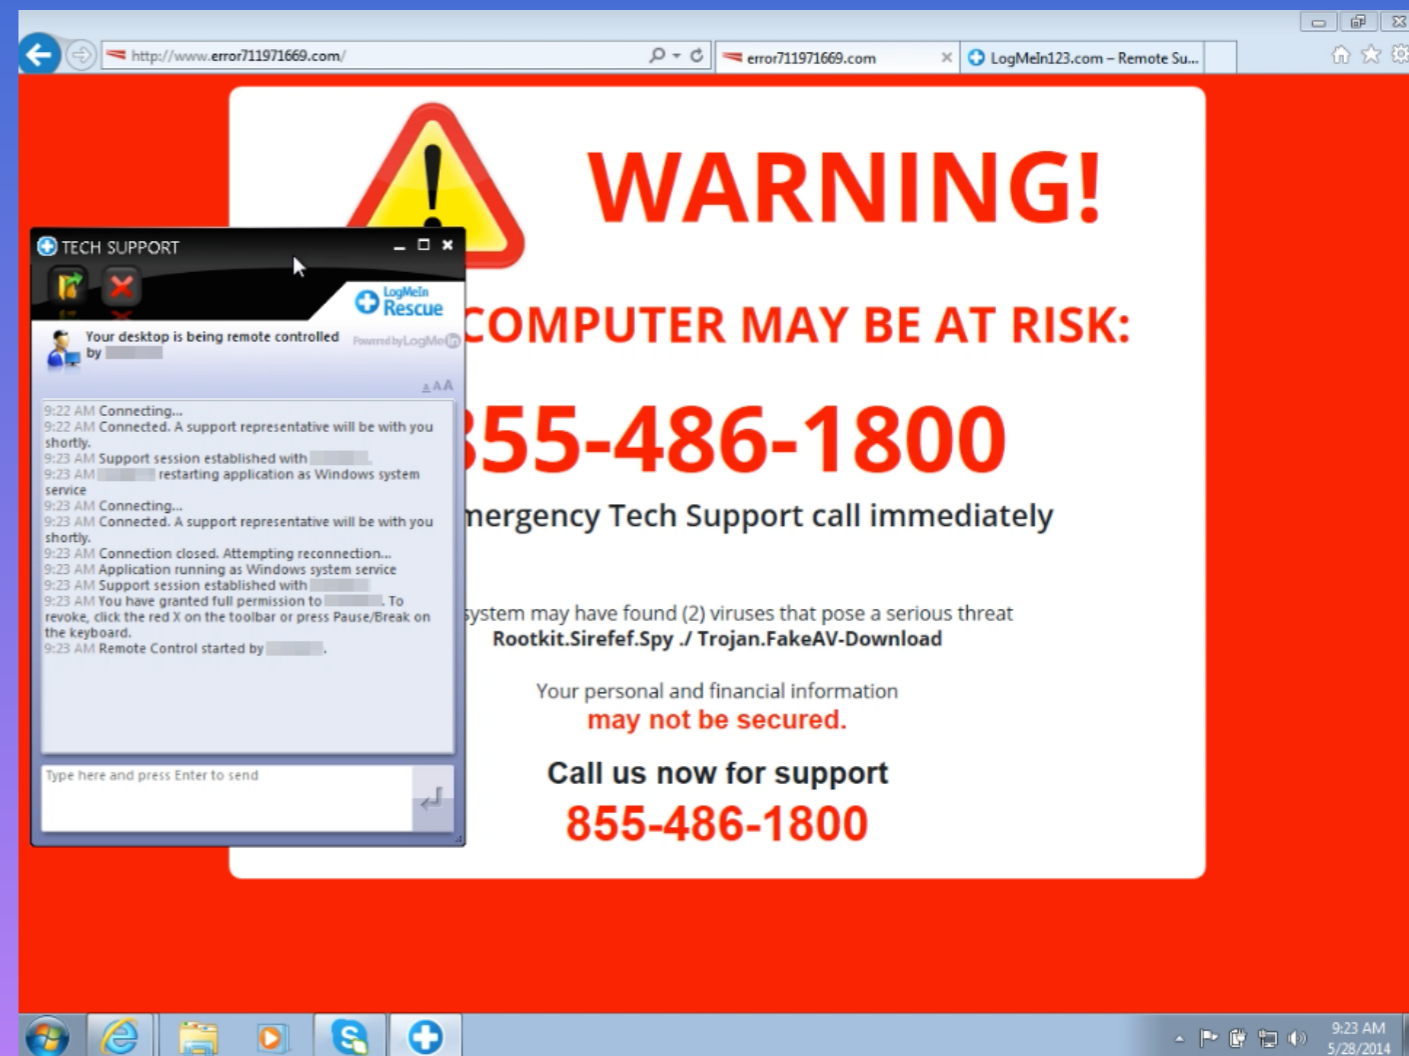 http://www.error711971669.com/
error711971669.com
LogMeIn123.com – Remote Su...
WARNING!
COMPUTER MAY BE AT RISK:
855-486-1800
mergency Tech Support call immediately
system may have found (2) viruses that pose a serious threat
Rootkit.Sirefef.Spy ./ Trojan.FakeAV-Download
Your personal and financial information
may not be secured.
Call us now for support
855-486-1800
TECH SUPPORT
LogMeIn
Rescue
Your desktop is being remote controlled
by
Powered by LogMeIn
AAA
9:22 AM Connecting...
9:22 AM Connected. A support representative will be with you
shortly.
9:23 AM Support session established with .
9:23 AM restarting application as Windows system
service
9:23 AM Connecting...
9:23 AM Connected. A support representative will be with you
shortly.
9:23 AM Connection closed. Attempting reconnection...
9:23 AM Application running as Windows system service
9:23 AM Support session established with
9:23 AM You have granted full permission to . To
revoke, click the red X on the toolbar or press Pause/Break on
the keyboard.
9:23 AM Remote Control started by .
Type here and press Enter to send
9:23 AM
5/28/2014